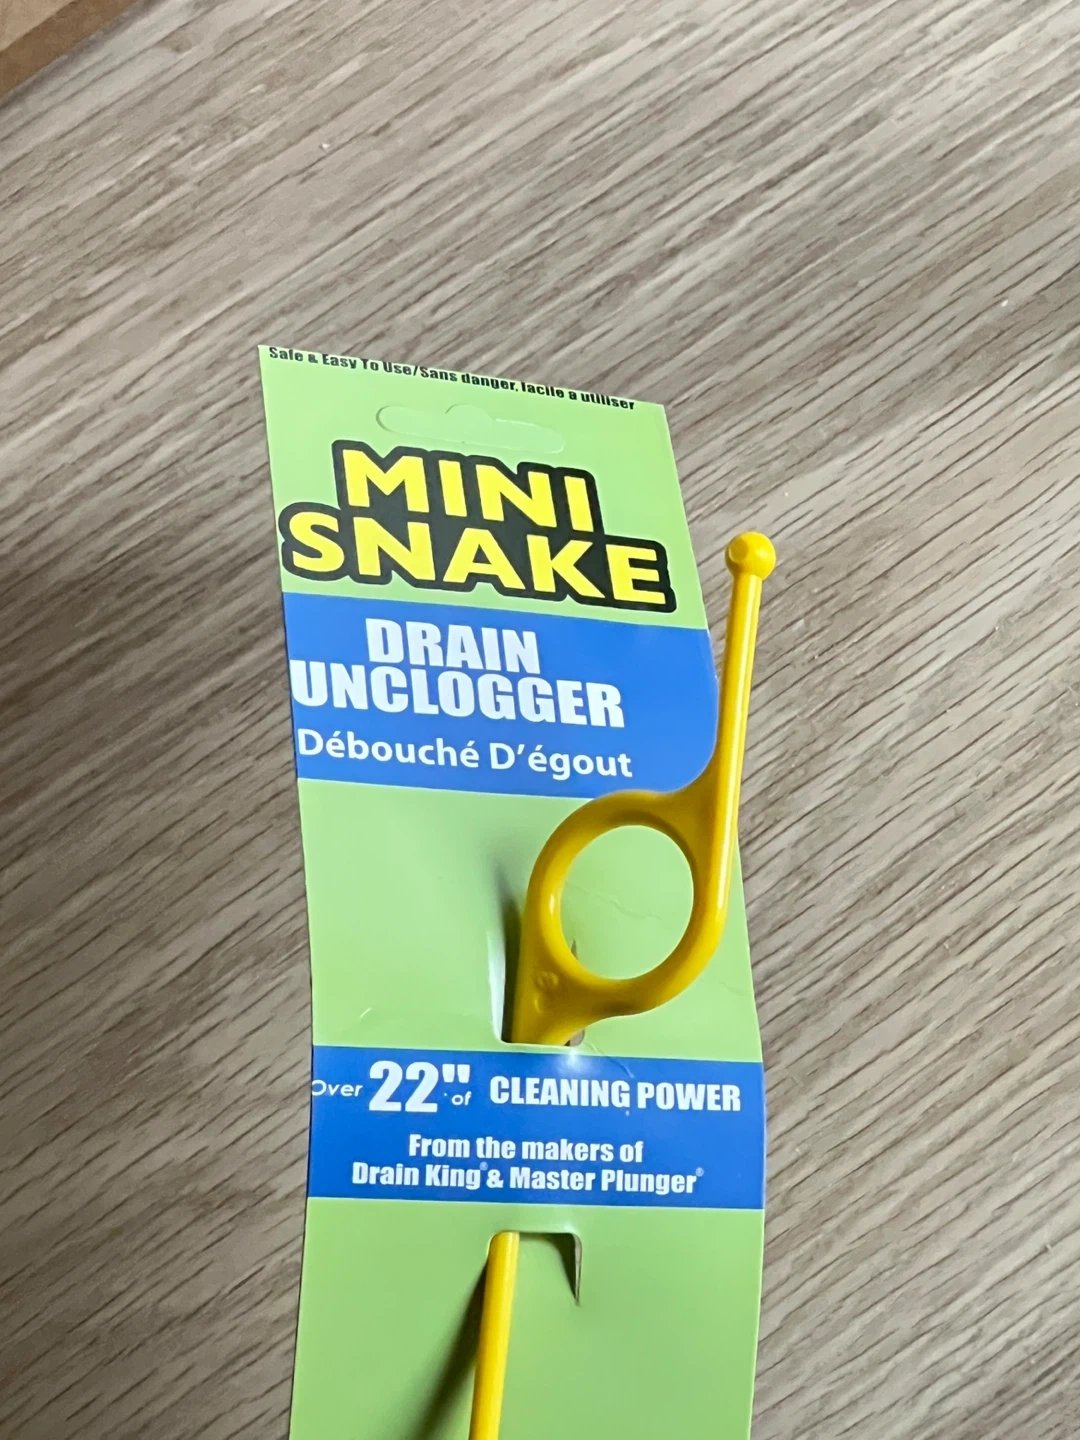 Safe & Easy To Use/Sans danger, facile à utiliser
MINI
SNAKE
DRAIN
UNCLOGGER
Débouché D'égout
Over 22" of CLEANING POWER
From the makers of
Drain King® & Master Plunger®